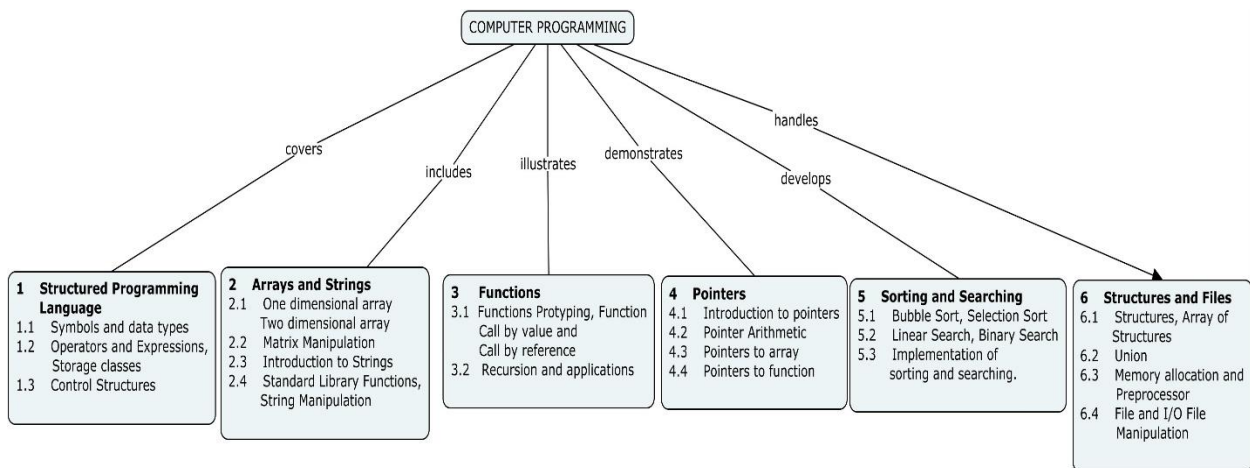 COMPUTER PROGRAMMING
covers
includes
illustrates
demonstrates
develops
handles
1 Structured Programming
Language
1.1 Symbols and data types
1.2 Operators and Expressions,
Storage classes
1.3 Control Structures
2 Arrays and Strings
2.1 One dimensional array
Two dimensional array
2.2 Matrix Manipulation
2.3 Introduction to Strings
2.4 Standard Library Functions,
String Manipulation
3 Functions
3.1 Functions Protyping, Function
Call by value and
Call by reference
3.2 Recursion and applications
4 Pointers
4.1 Introduction to pointers
4.2 Pointer Arithmetic
4.3 Pointers to array
4.4 Pointers to function
5 Sorting and Searching
5.1 Bubble Sort, Selection Sort
5.2 Linear Search, Binary Search
5.3 Implementation of
sorting and searching.
6 Structures and Files
6.1 Structures, Array of
Structures
6.2 Union
6.3 Memory allocation and
Preprocessor
6.4 File and I/O File
Manipulation